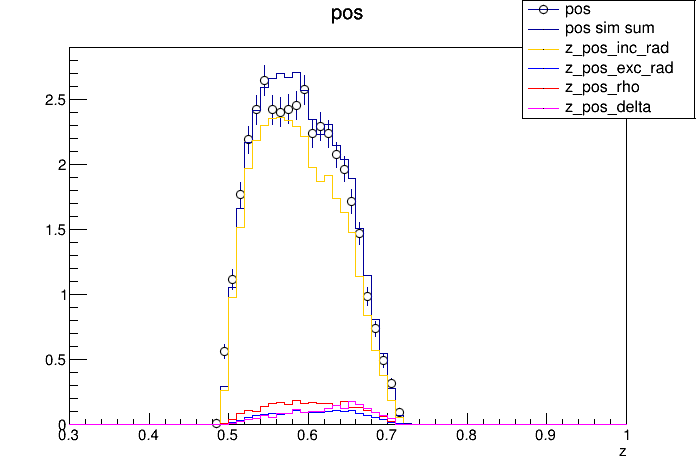 pos
pos
pos sim sum
z_pos_inc_rad
z_pos_exc_rad
z_pos_rho
z_pos_delta
2.5
2
1.5
1
0.5
0
0.3 0.4 0.5 0.6 0.7 0.8 0.9 1
z